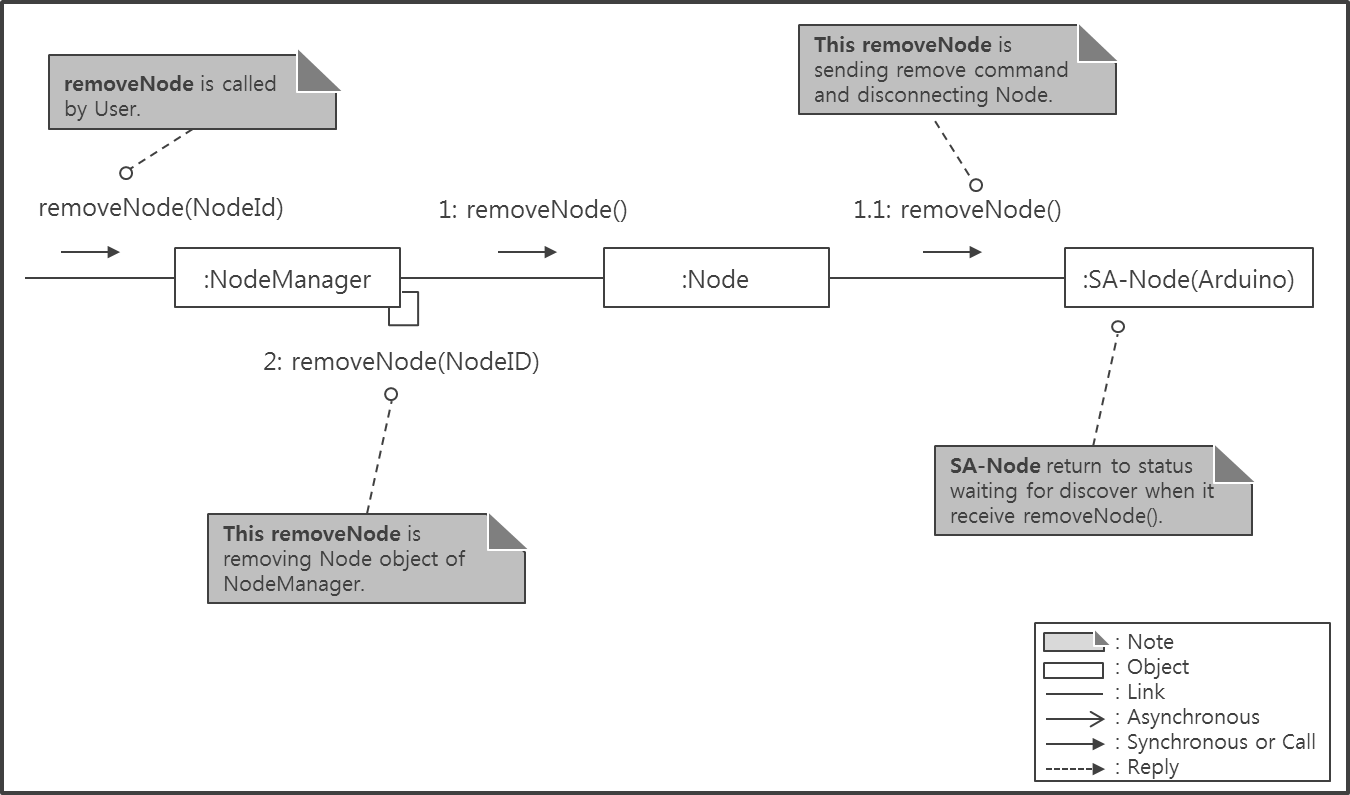 removeNode is called
by User.
This removeNode is
sending remove command
and disconnecting Node.
removeNode(NodeId)
1: removeNode()
1.1: removeNode()
:NodeManager
:Node
:SA-Node(Arduino)
2: removeNode(NodeID)
SA-Node return to status
waiting for discover when it
receive removeNode().
This removeNode is
removing Node object of
NodeManager.
: Note
: Object
: Link
: Asynchronous
: Synchronous or Call
: Reply